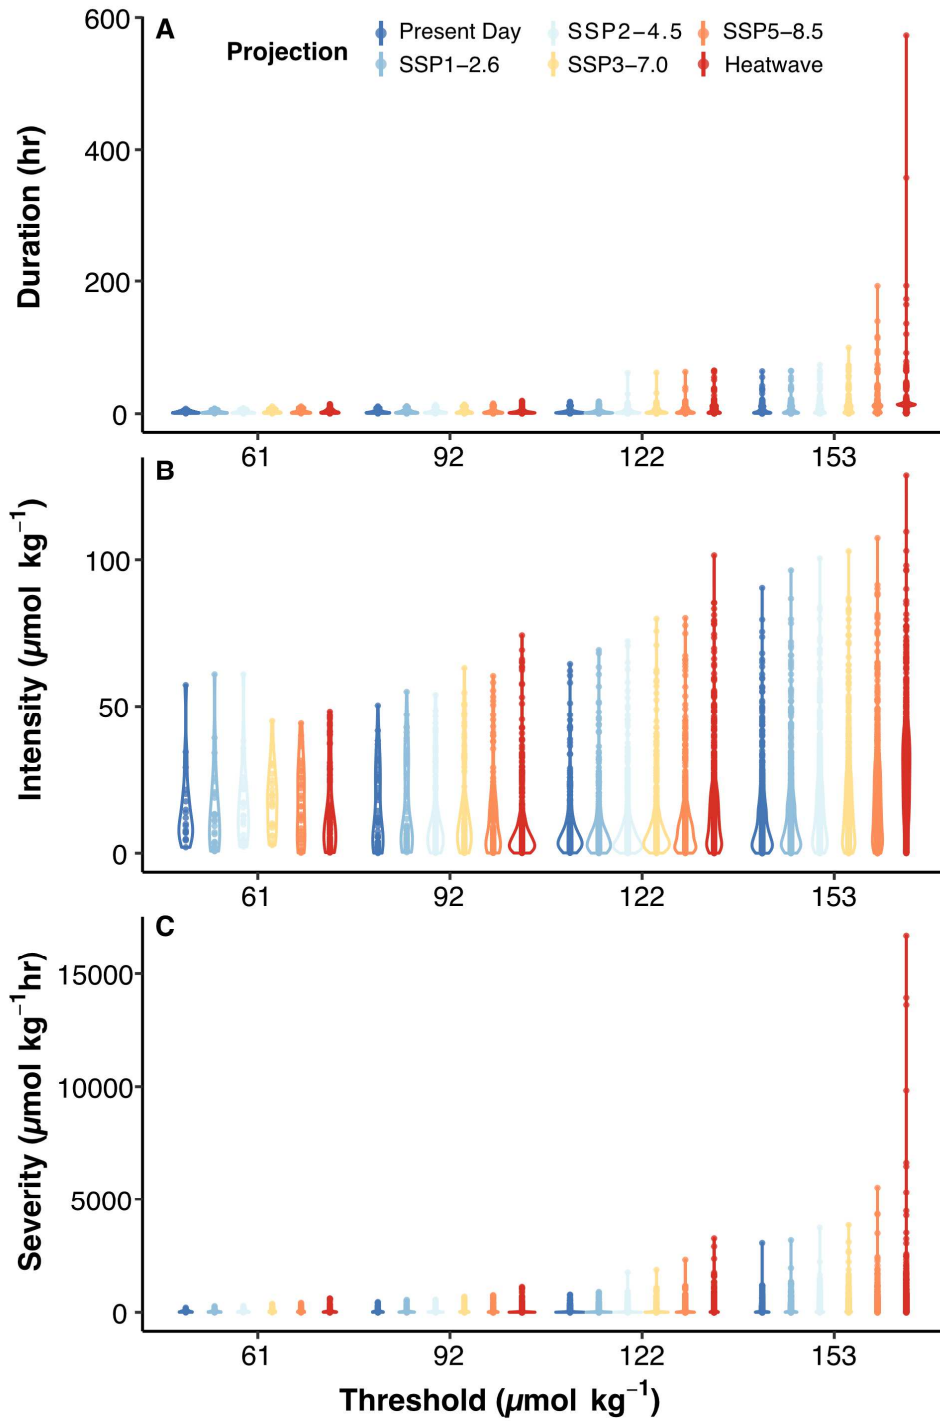 A
Projection
Present Day
SSP2−4.5
SSP5−8.5
SSP1−2.6
SSP3−7.0
Heatwave
Duration (hr)
600
400
200
0
61 92 122 153
B
Intensity (μmol kg⁻¹)
100
50
0
61 92 122 153
C
Severity (μmol kg⁻¹hr)
15000
10000
5000
0
61 92 122 153
Threshold (μmol kg⁻¹)